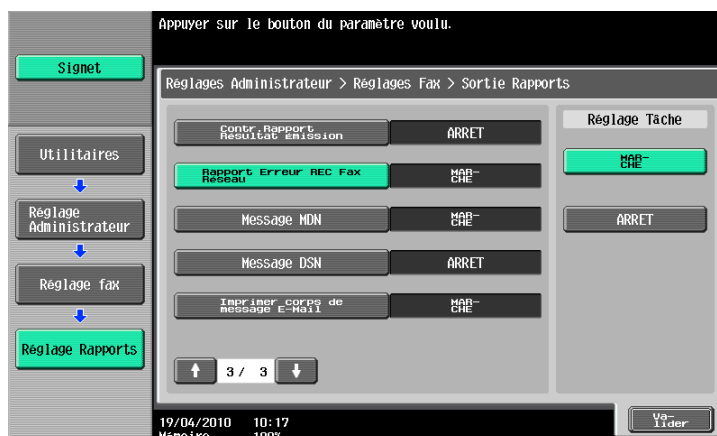 Appuyer sur le bouton du paramètre voulu.
Signet
Réglages Administrateur > Réglages Fax > Sortie Rapports
Utilitaires
Réglage
Administrateur
Réglage fax
Réglage Rapports
Contr.Rapport
Résultat émission
ARRET
Rapport Erreur REC Fax
Réseau
MAR-
CHE
Message MDN
MAR-
CHE
Message DSN
ARRET
Imprimer corps de
message E-Mail
MAR-
CHE
3/ 3
Réglage Tâche
MAR-
CHE
ARRET
19/04/2010 10:17
Mémoire 100%
Va-
lider